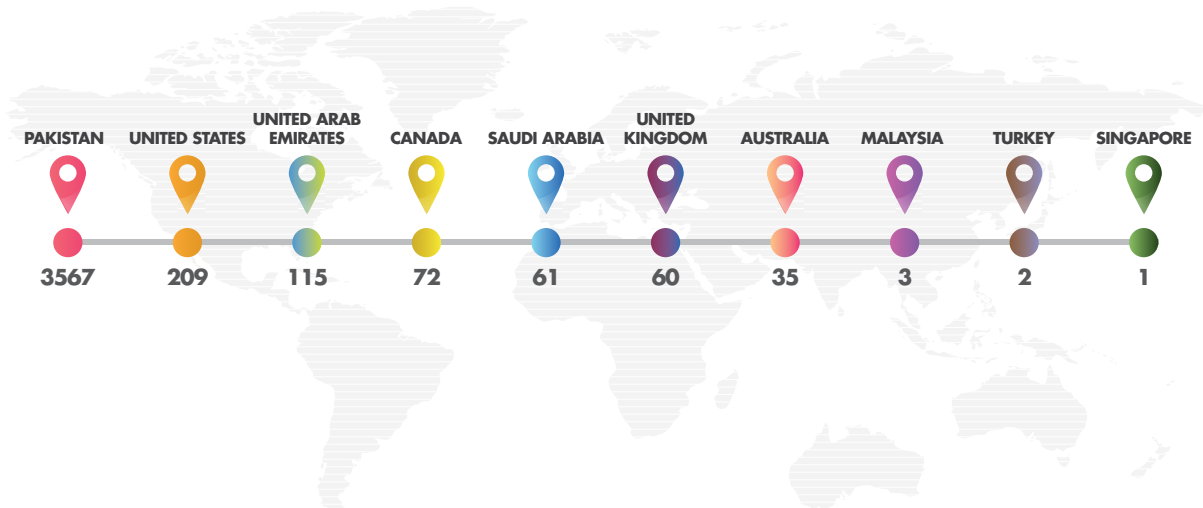 PAKISTAN
3567
UNITED STATES
209
UNITED ARAB
EMIRATES
115
CANADA
72
SAUDI ARABIA
61
UNITED
KINGDOM
60
AUSTRALIA
35
MALAYSIA
3
TURKEY
2
SINGAPORE
1